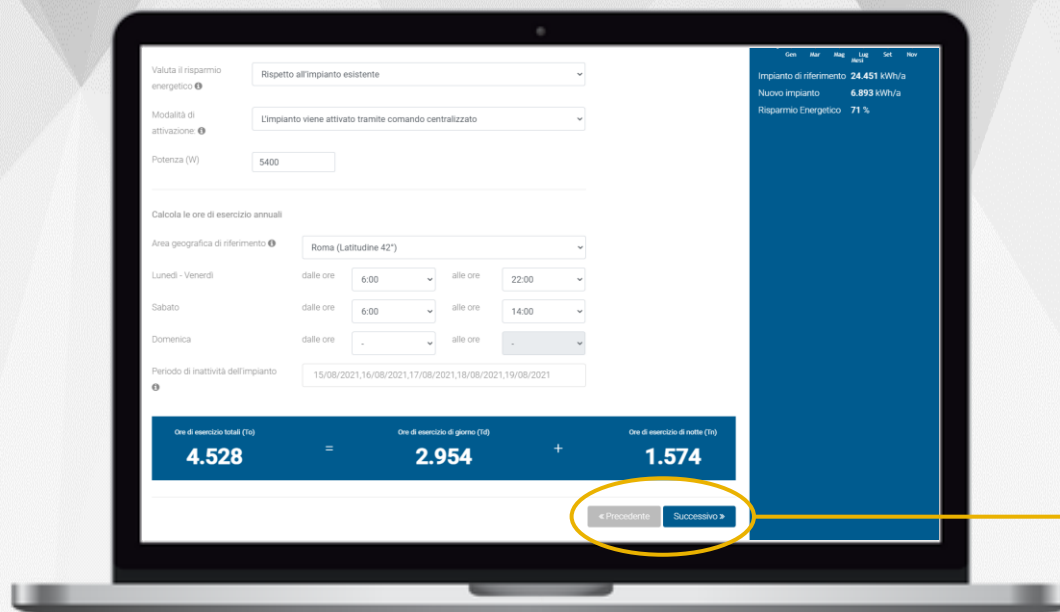 Gen Mar Mag Lug Set Nov
Mesi
Impianto di riferimento 24.451 kWh/a
Nuovo impianto 6.893 kWh/a
Risparmio Energetico 71 %
Valuta il risparmio
energetico
Rispetto all'impianto esistente
Modalità di
attivazione:
L'impianto viene attivato tramite comando centralizzato
Potenza (W)
5400
Calcola le ore di esercizio annuali
Area geografica di riferimento
Roma (Latitudine 42°)
Lunedì - Venerdì dalle ore 6:00 alle ore 22:00
Sabato dalle ore 6:00 alle ore 14:00
Domenica dalle ore - alle ore -
Periodo di inattività dell'impianto
15/08/2021,16/08/2021,17/08/2021,18/08/2021,19/08/2021
Ore di esercizio totali (To) Ore di esercizio di giorno (Td) Ore di esercizio di notte (Tn)
4.528 = 2.954 + 1.574
« Precedente Successivo »